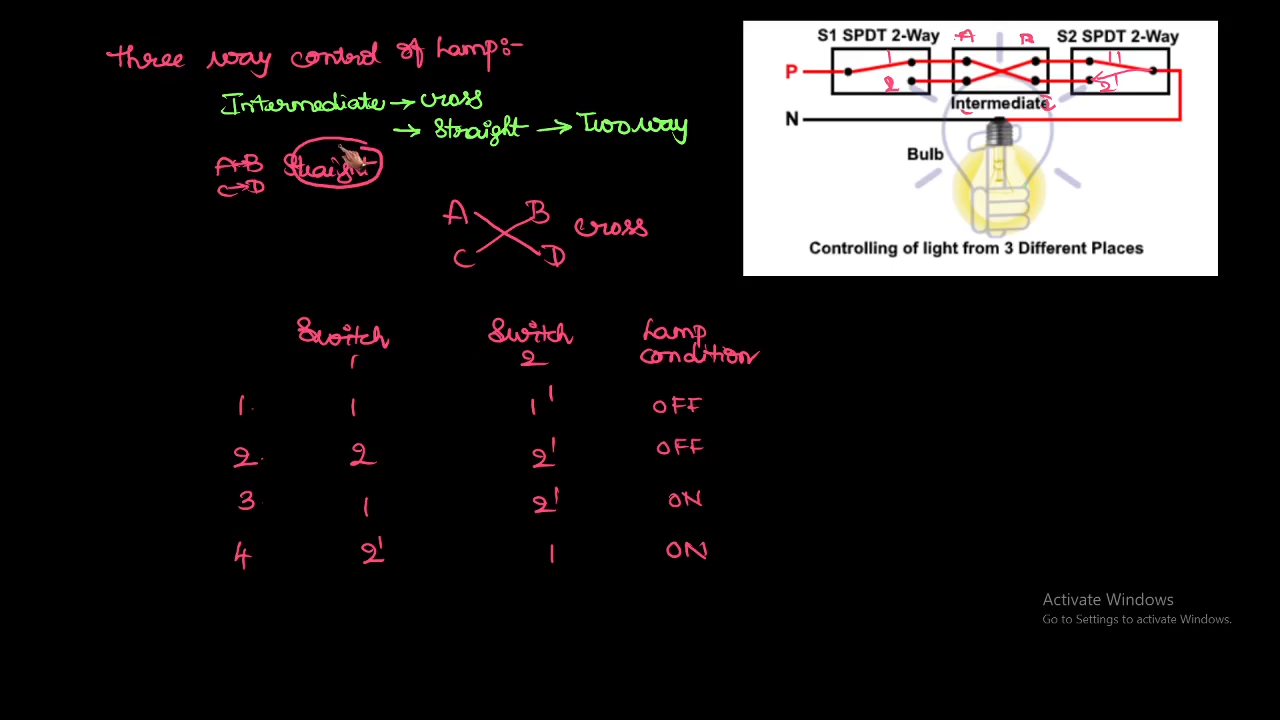 Three way control of Lamp:-
Intermediate → cross
→ Straight → Two way
A→B Straight
C→D
A B cross
C D
S1 SPDT 2-Way A B S2 SPDT 2-Way
P 1 1'
2 2'
Intermediate
C
N
Bulb
Controlling of light from 3 Different Places
Switch Switch Lamp
1 2 condition
1. 1 1' OFF
2. 2 2' OFF
3. 1 2' ON
4 2' 1 ON
Activate Windows
Go to Settings to activate Windows.